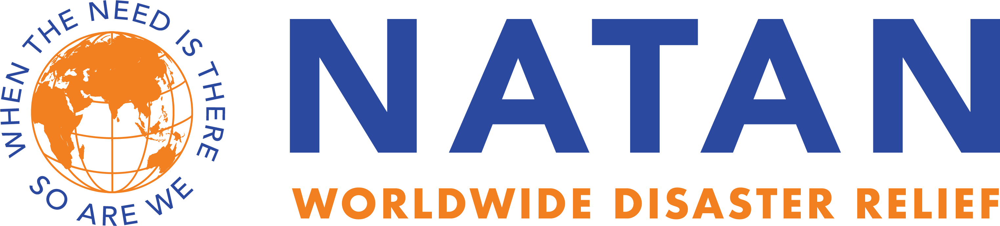 WHEN THE NEED IS THERE
SO ARE WE
NATAN
WORLDWIDE DISASTER RELIEF